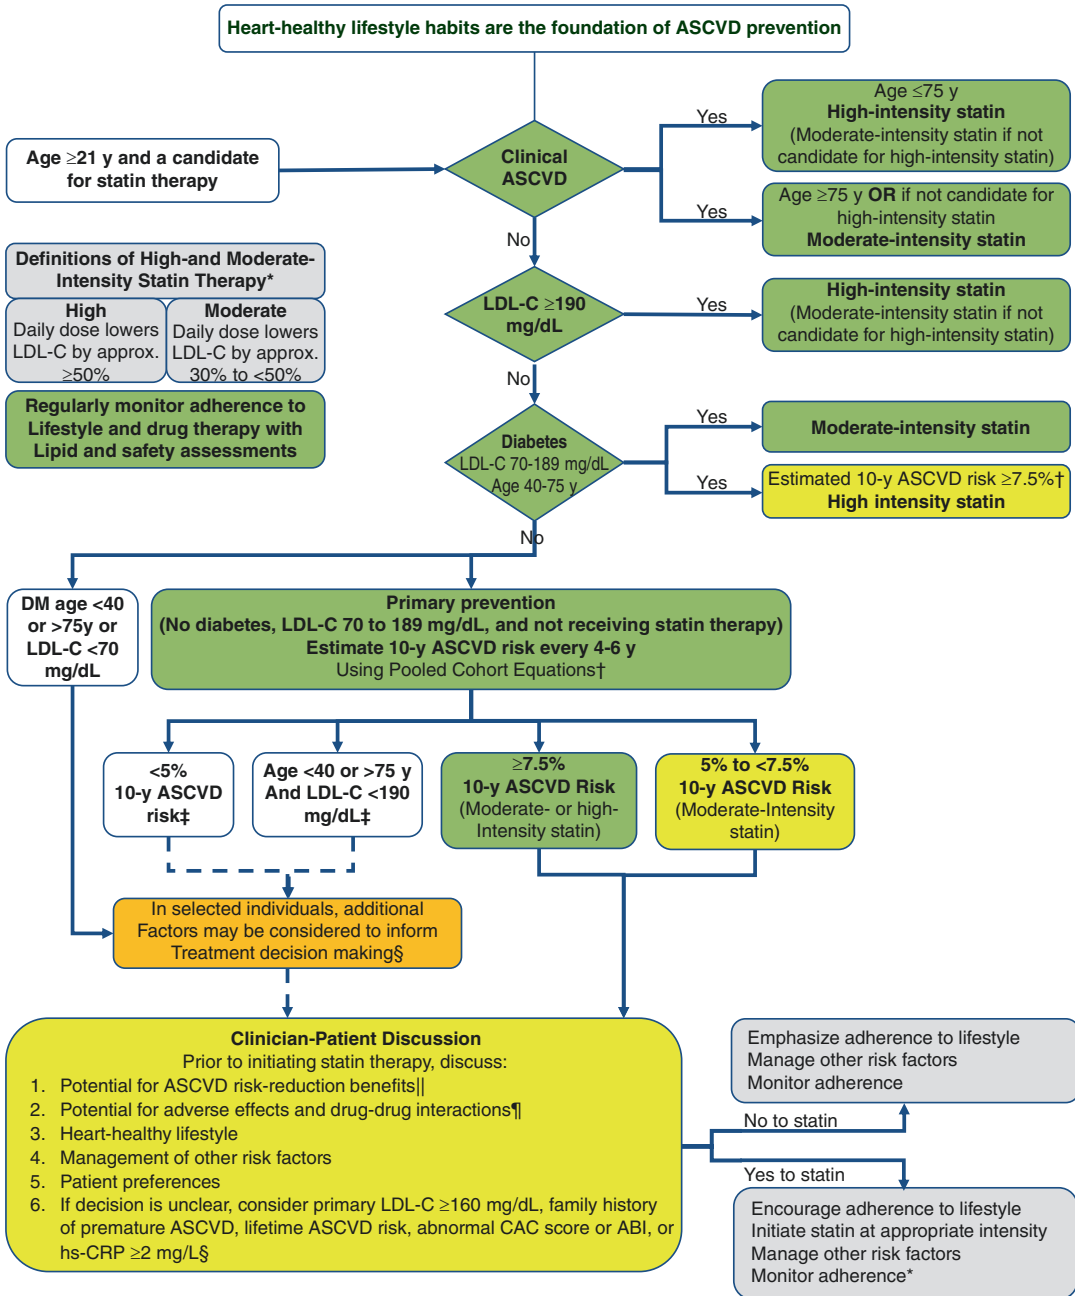 Heart-healthy lifestyle habits are the foundation of ASCVD prevention
Age ≤75 y
High-intensity statin
(Moderate-intensity statin if not
candidate for high-intensity statin)
Yes
Age ≥21 y and a candidate
for statin therapy
Clinical
ASCVD
Yes
Age ≥75 y OR if not candidate for
high-intensity statin
Moderate-intensity statin
No
Definitions of High-and Moderate-
Intensity Statin Therapy*
High
Daily dose lowers
LDL-C by approx.
≥50%
Moderate
Daily dose lowers
LDL-C by approx.
30% to <50%
LDL-C ≥190
mg/dL
Yes
High-intensity statin
(Moderate-intensity statin if not
candidate for high-intensity statin)
No
Regularly monitor adherence to
Lifestyle and drug therapy with
Lipid and safety assessments
Diabetes
LDL-C 70-189 mg/dL
Age 40-75 y
Yes
Moderate-intensity statin
Yes
Estimated 10-y ASCVD risk ≥7.5%†
High intensity statin
No
DM age <40
or >75y or
LDL-C <70
mg/dL
Primary prevention
(No diabetes, LDL-C 70 to 189 mg/dL, and not receiving statin therapy)
Estimate 10-y ASCVD risk every 4-6 y
Using Pooled Cohort Equations†
<5%
10-y ASCVD
risk‡
Age <40 or >75 y
And LDL-C <190
mg/dL‡
≥7.5%
10-y ASCVD Risk
(Moderate- or high-
Intensity statin)
5% to <7.5%
10-y ASCVD Risk
(Moderate-Intensity
statin)
In selected individuals, additional
Factors may be considered to inform
Treatment decision making§
Clinician-Patient Discussion
Prior to initiating statin therapy, discuss:
1. Potential for ASCVD risk-reduction benefits||
2. Potential for adverse effects and drug-drug interactions¶
3. Heart-healthy lifestyle
4. Management of other risk factors
5. Patient preferences
6. If decision is unclear, consider primary LDL-C ≥160 mg/dL, family history
of premature ASCVD, lifetime ASCVD risk, abnormal CAC score or ABI, or
hs-CRP ≥2 mg/L§
Emphasize adherence to lifestyle
Manage other risk factors
Monitor adherence
No to statin
Yes to statin
Encourage adherence to lifestyle
Initiate statin at appropriate intensity
Manage other risk factors
Monitor adherence*